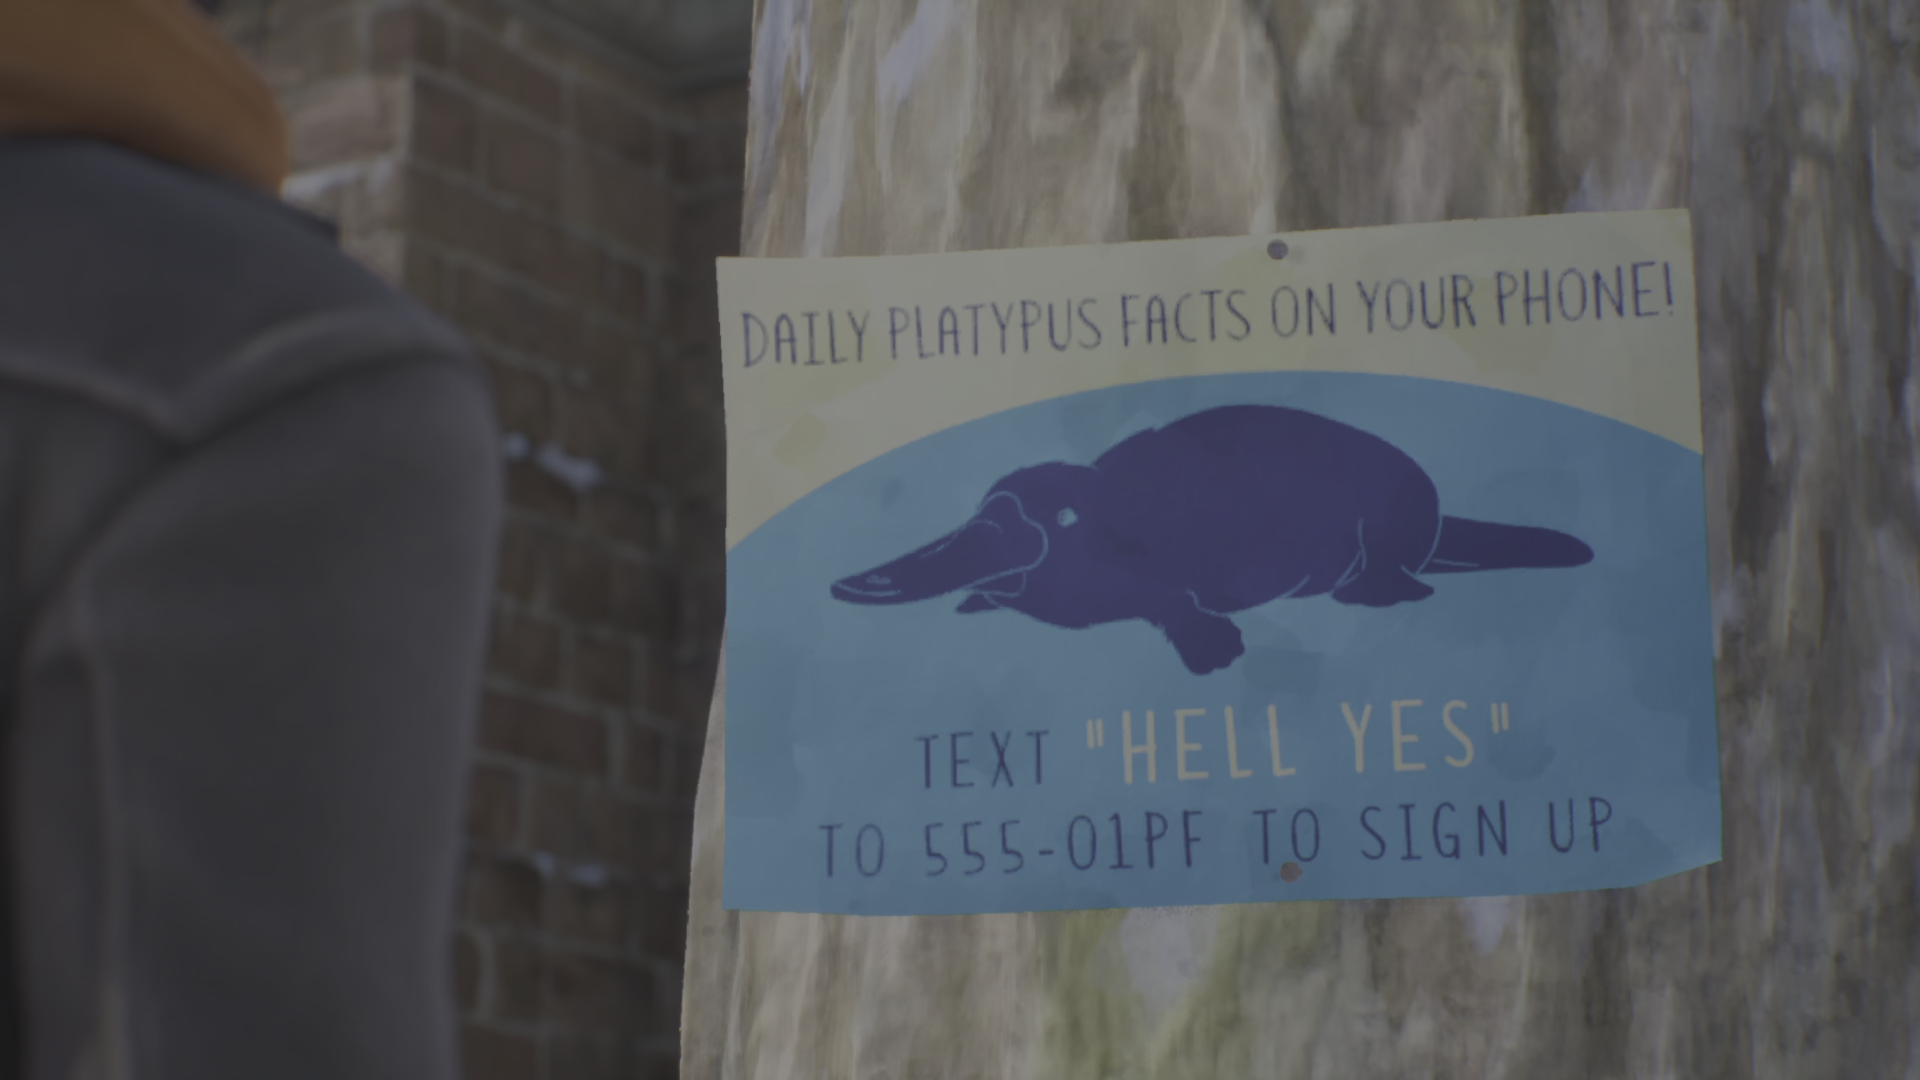 DAILY PLATYPUS FACTS ON YOUR PHONE!
TEXT "HELL YES"
TO 555-01PF TO SIGN UP